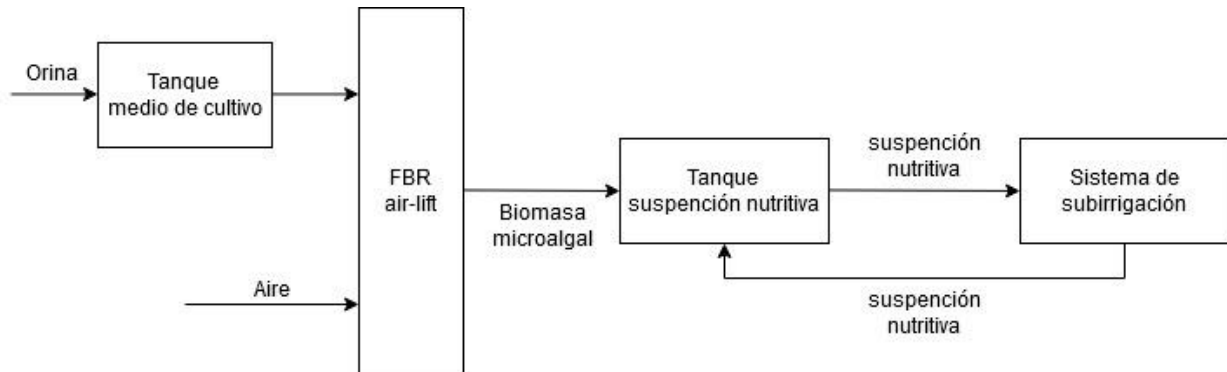 Orina
Tanque
medio de cultivo
FBR
air-lift
Aire
Biomasa
microalgal
Tanque
suspención nutritiva
suspención
nutritiva
Sistema de
subirrigación
suspención
nutritiva